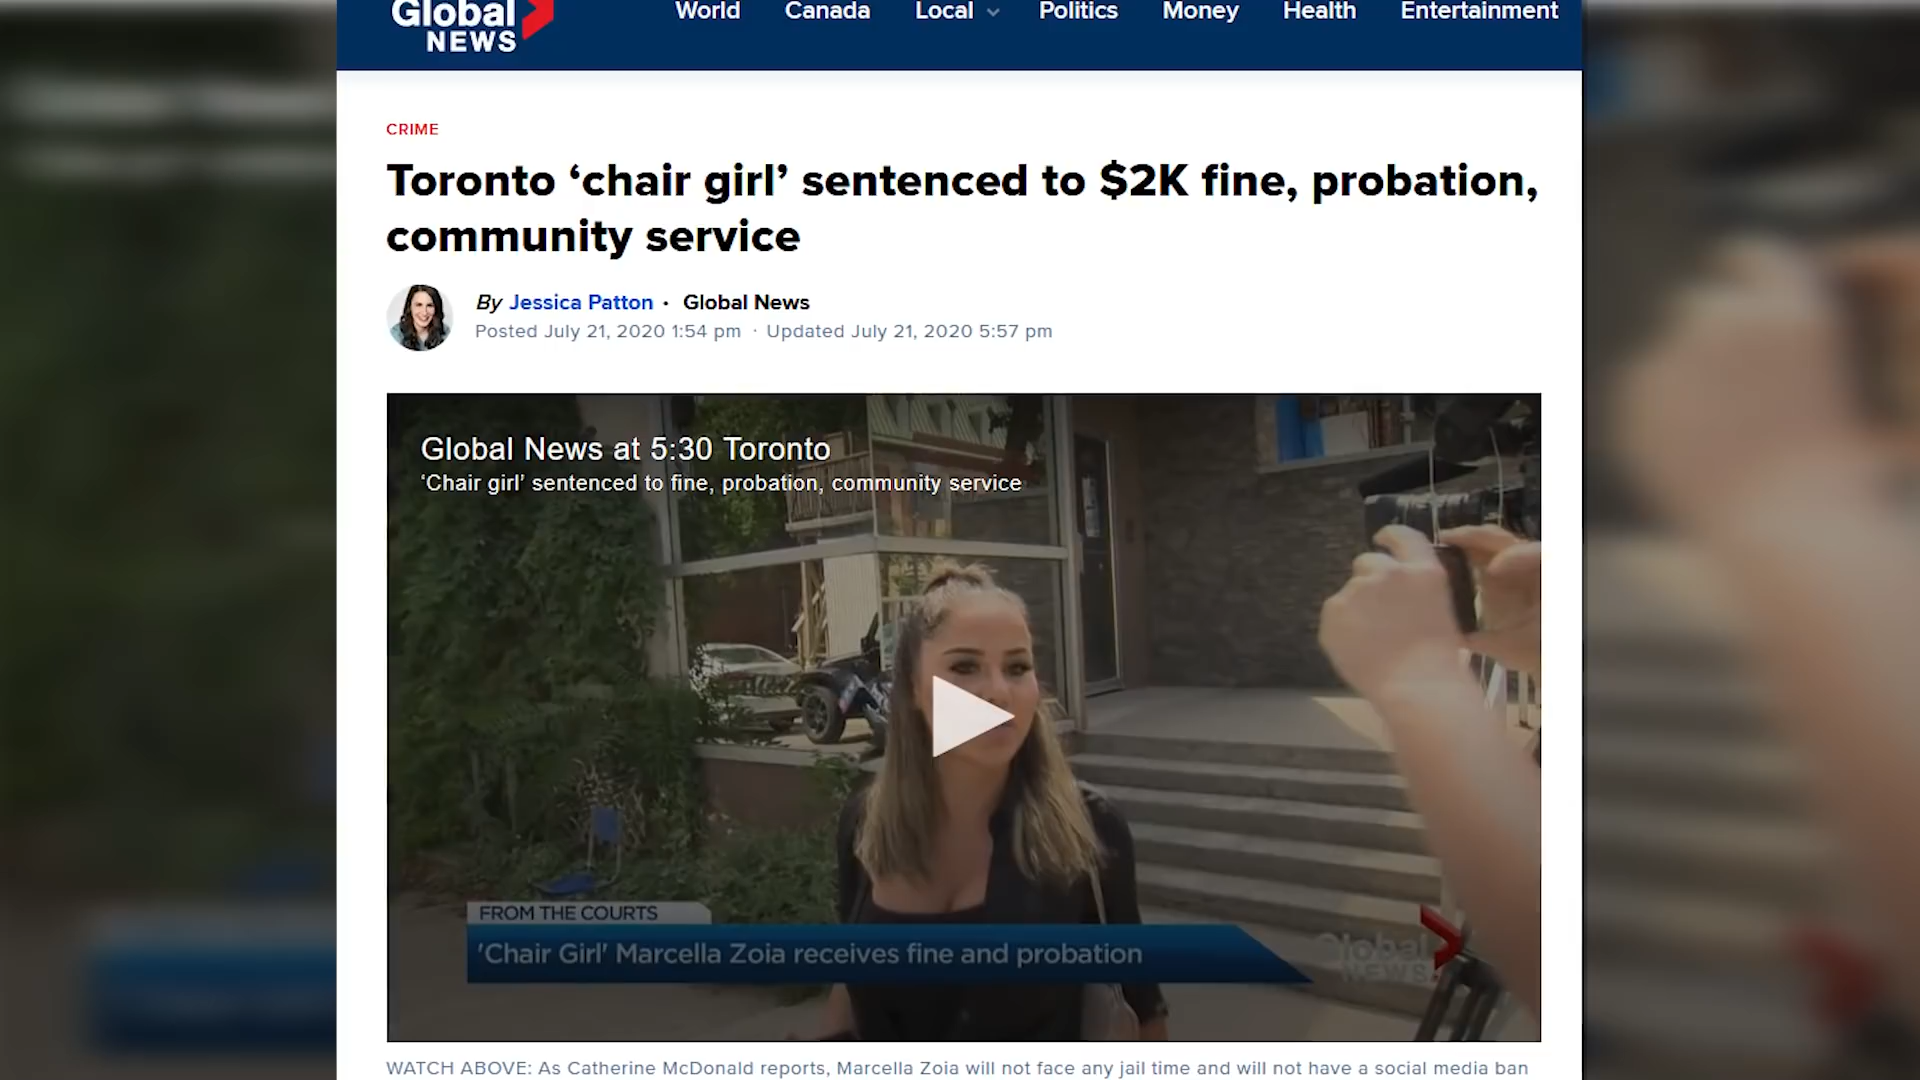 Global
NEWS
World Canada Local Politics Money Health Entertainment
CRIME
Toronto ‘chair girl’ sentenced to $2K fine, probation,
community service
By Jessica Patton · Global News
Posted July 21, 2020 1:54 pm · Updated July 21, 2020 5:57 pm
Global News at 5:30 Toronto
‘Chair girl’ sentenced to fine, probation, community service
FROM THE COURTS
'Chair Girl' Marcella Zoia receives fine and probation
Global
NEWS
WATCH ABOVE: As Catherine McDonald reports, Marcella Zoia will not face any jail time and will not have a social media ban